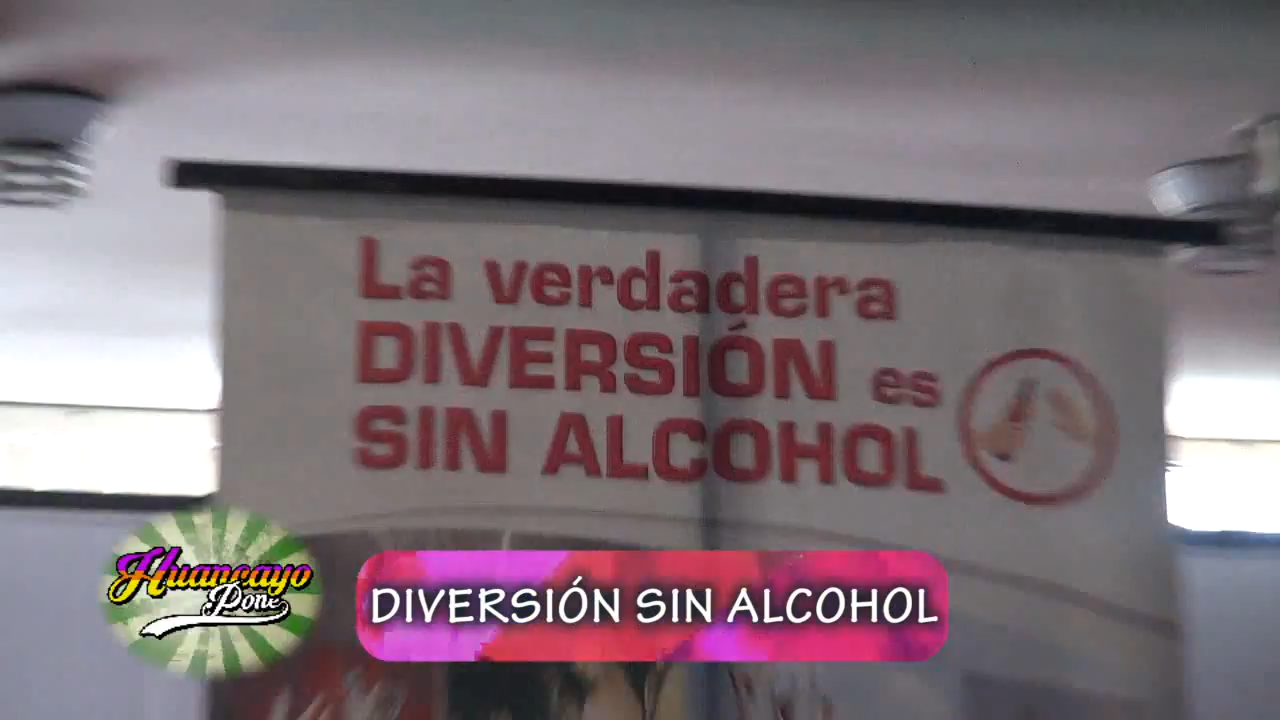 La verdadera
DIVERSIÓN es
SIN ALCOHOL
Huancayo
Pone
DIVERSIÓN SIN ALCOHOL